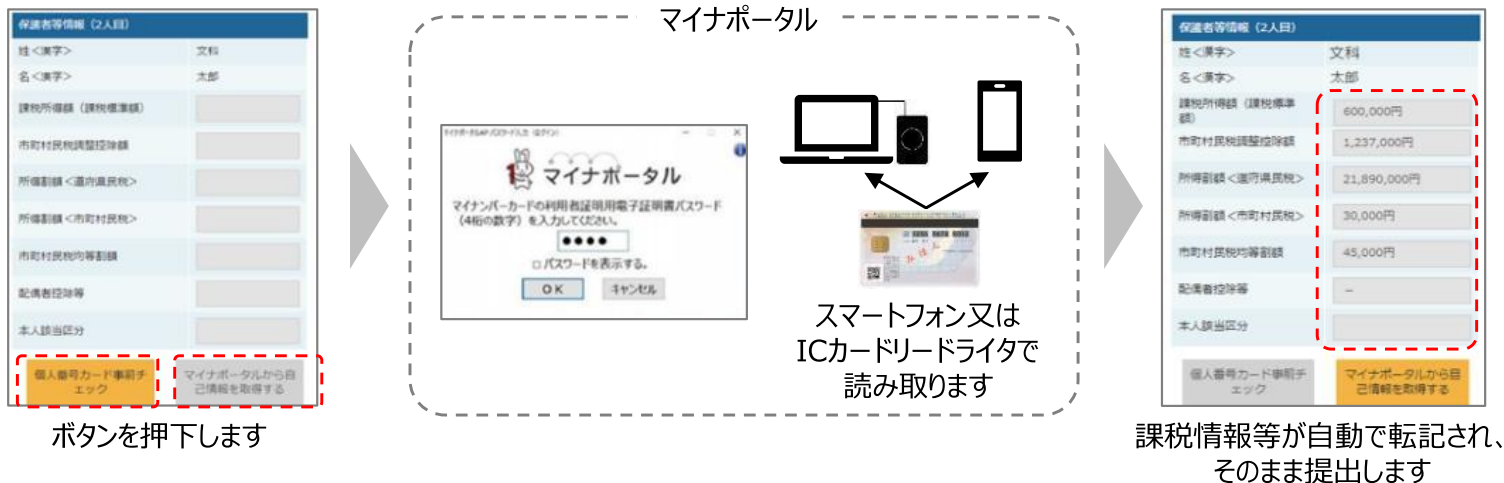 保護者等情報（2人目）
姓＜漢字＞ 文科
名＜漢字＞ 太郎
課税所得額（課税標準額）
市町村民税調整控除額
所得割額＜道府県民税＞
所得割額＜市町村民税＞
市町村民税均等割額
配偶者控除等
本人該当区分
個人番号カード事前チ
ェック
マイナポータルから自
己情報を取得する
ボタンを押下します
マイナポータル
マイナポータル
マイナンバーカードの利用者証明用電子証明書パスワード
（4桁の数字）を入力してください。
●●●●
□パスワードを表示する。
OK キャンセル
スマートフォン又は
ICカードリードライタで
読み取ります
保護者等情報（2人目）
姓＜漢字＞ 文科
名＜漢字＞ 太郎
課税所得額（課税標準
額） 600,000円
市町村民税調整控除額 1,237,000円
所得割額＜道府県民税＞ 21,890,000円
所得割額＜市町村民税＞ 30,000円
市町村民税均等割額 45,000円
配偶者控除等 －
本人該当区分
個人番号カード事前チ
ェック
マイナポータルから自
己情報を取得する
課税情報等が自動で転記され、
そのまま提出します